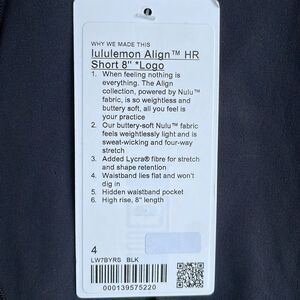 WHY WE MADE THIS
lululemon Align™ HR
Short 8" *Logo
1. When feeling nothing is
everything. The Align
collection, powered by Nulu™
fabric, is so weightless and
buttery soft, all you feel is
your practice
2. Our buttery-soft Nulu™ fabric
feels weightlessly light and is
sweat-wicking and four-way
stretch
3. Added Lycra® fibre for stretch
and shape retention
4. Waistband lies flat and won't
dig in
5. Hidden waistband pocket
6. High rise, 8" length
4
LW7BYRS BLK
000139575220